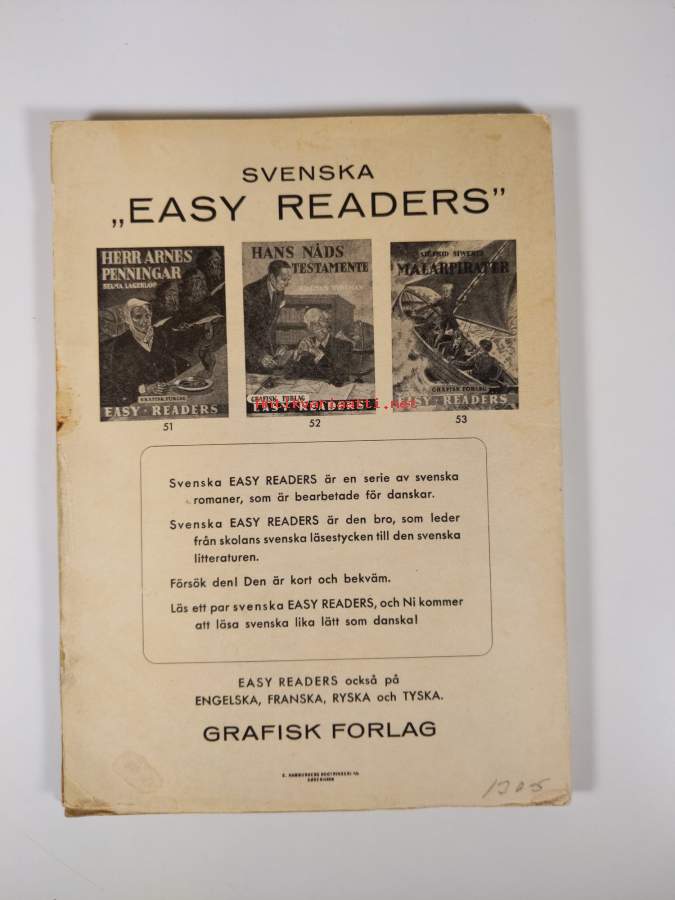 SVENSKA
„EASY READERS”
HERR ARNES
PENNINGAR
SELMA LAGERLÖF
GRAFISK FORLAG
EASY · READERS
51
HANS NÅDS
TESTAMENTE
HJALMAR BERGMAN
GRAFISK FORLAG
EASY · READERS
52
SIGFRID SIWERTZ
MÄLARPIRATER
GRAFISK FORLAG
EASY · READERS
53
Svenska EASY READERS är en serie av svenska
romaner, som är bearbetade för danskar.
Svenska EASY READERS är den bro, som leder
från skolans svenska läsestycken till den svenska
litteraturen.
Försök den! Den är kort och bekväm.
Läs ett par svenska EASY READERS, och Ni kommer
att läsa svenska lika lätt som danska!
EASY READERS också på
ENGELSKA, FRANSKA, RYSKA och TYSKA.
GRAFISK FORLAG